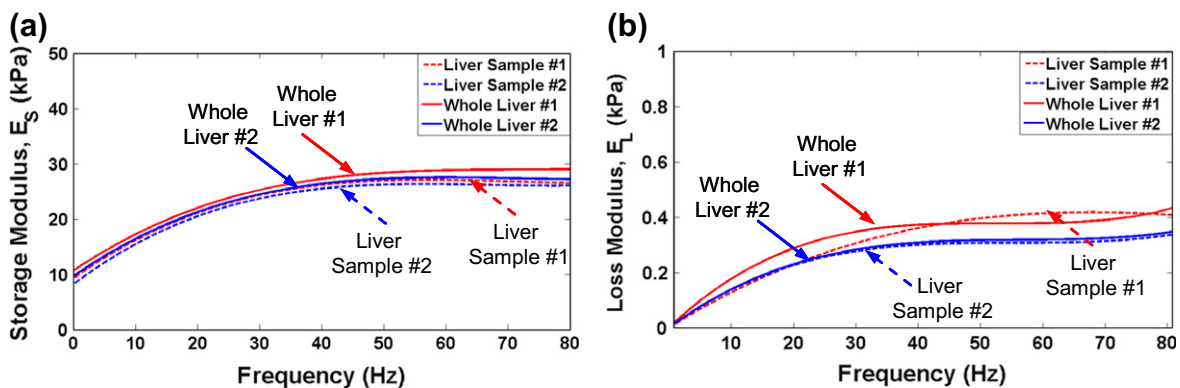 (a)
Storage Modulus, E_S (kPa)
50
40
30
20
10
0
0 10 20 30 40 50 60 70 80
Frequency (Hz)
Liver Sample #1
Liver Sample #2
Whole Liver #1
Whole Liver #2
Whole
Liver #2
Whole
Liver #1
Liver
Sample #2
Liver
Sample #1
(b)
Loss Modulus, E_L (kPa)
1
0.8
0.6
0.4
0.2
0
10 20 30 40 50 60 70 80
Frequency (Hz)
Liver Sample #1
Liver Sample #2
Whole Liver #1
Whole Liver #2
Whole
Liver #1
Whole
Liver #2
Liver
Sample #2
Liver
Sample #1